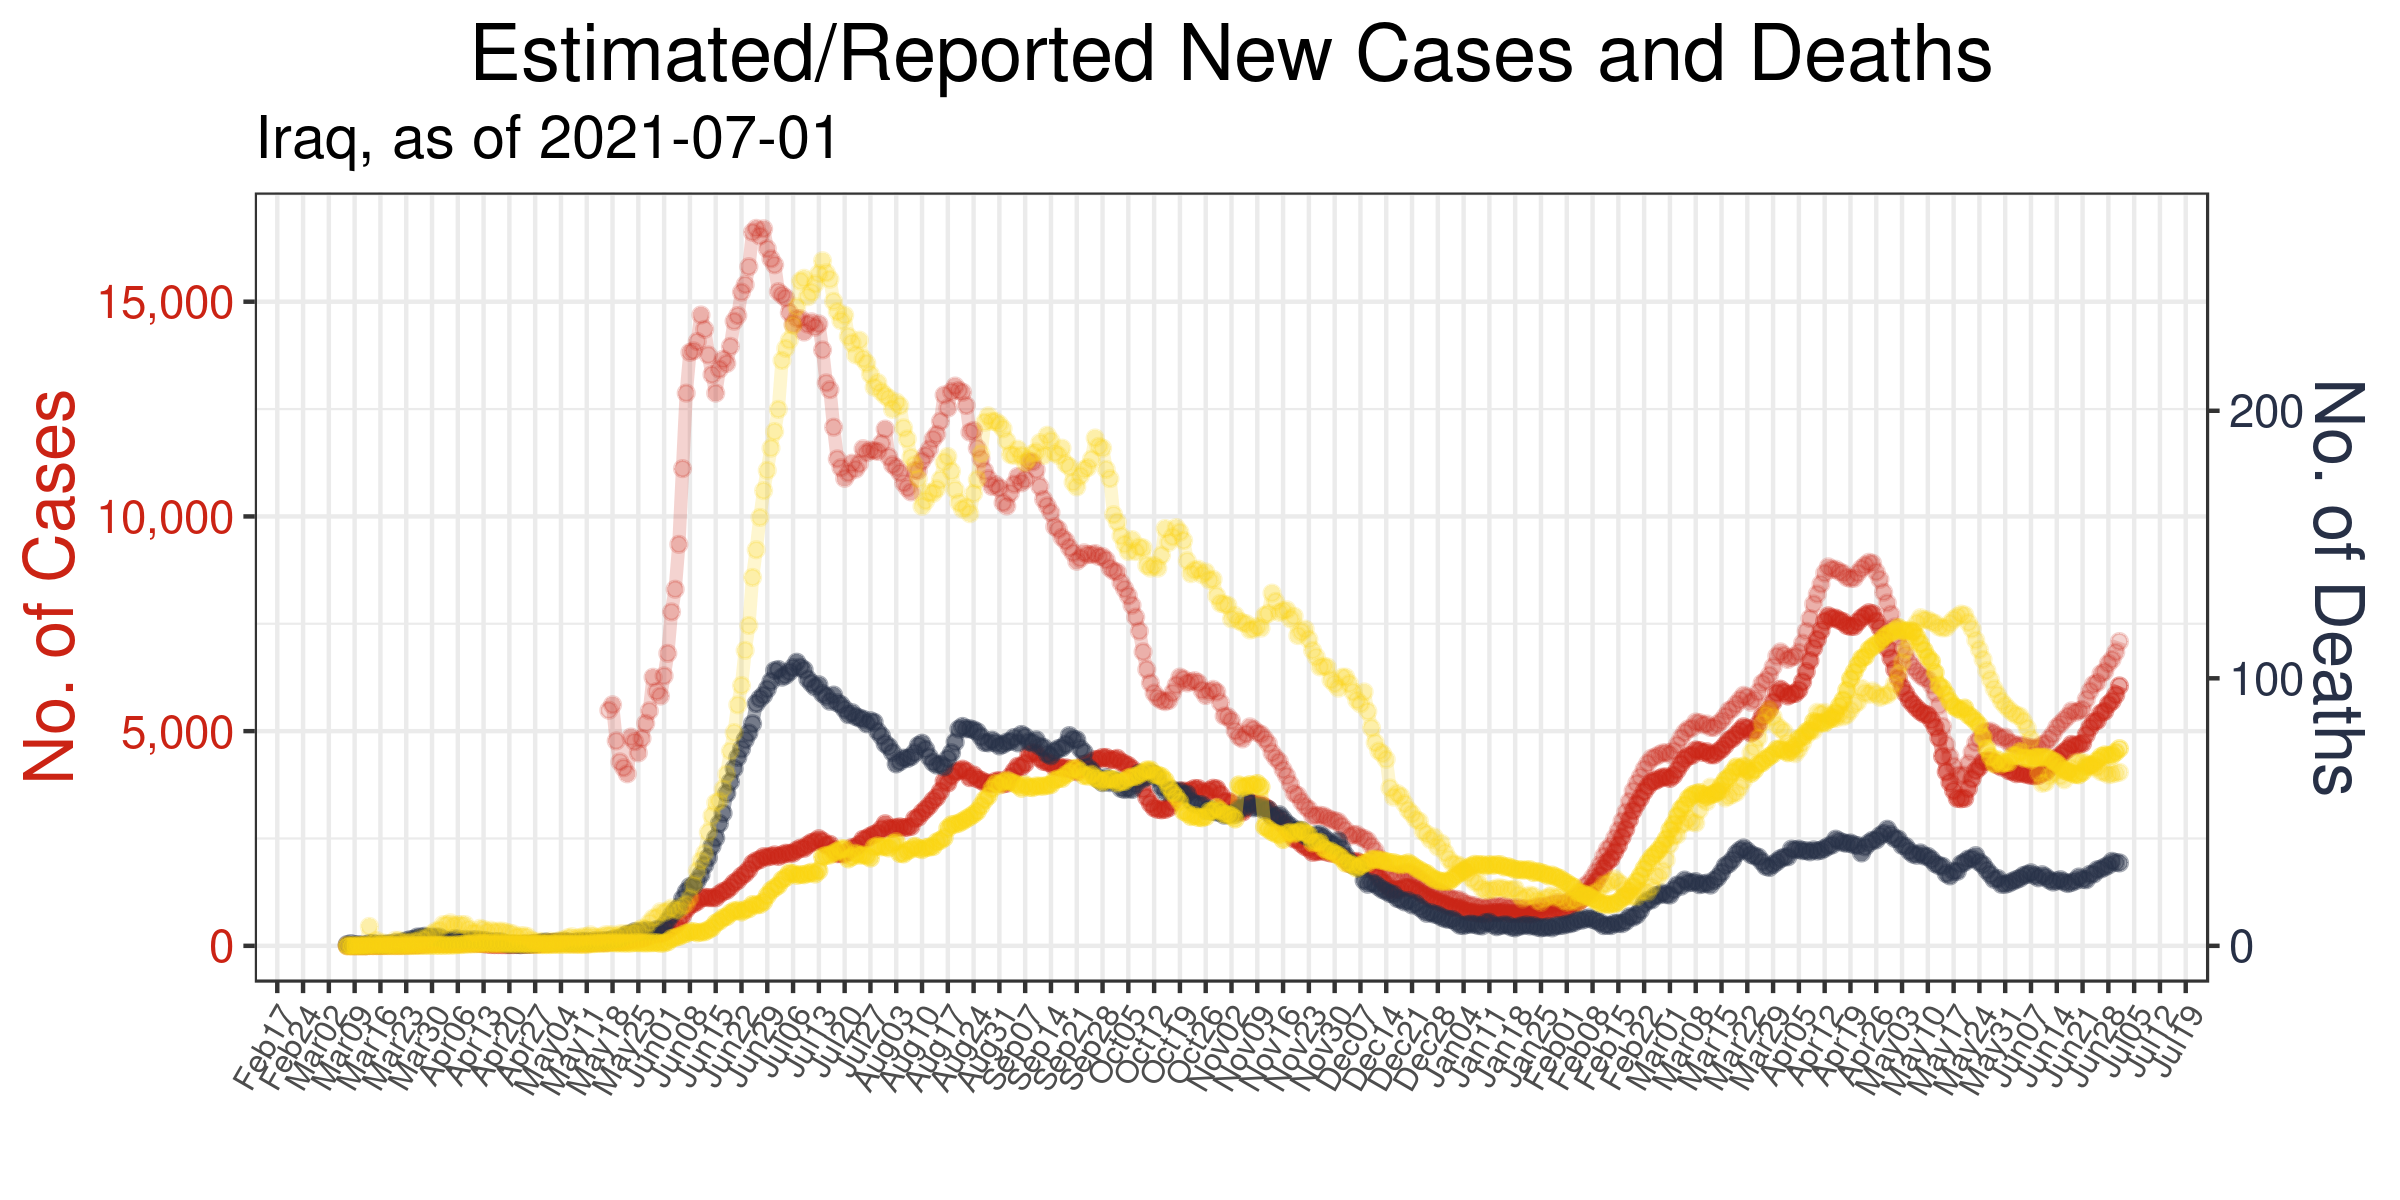 Estimated/Reported New Cases and Deaths
Iraq, as of 2021-07-01
No. of Cases
15,000
10,000
5,000
0
No. of Deaths
200
100
0
Feb17
Feb24
Mar02
Mar09
Mar16
Mar23
Mar30
Apr06
Apr13
Apr20
Apr27
May04
May11
May18
May25
Jun01
Jun08
Jun15
Jun22
Jun29
Jul06
Jul13
Jul20
Jul27
Aug03
Aug10
Aug17
Aug24
Aug31
Sep07
Sep14
Sep21
Sep28
Oct05
Oct12
Oct19
Oct26
Nov02
Nov09
Nov16
Nov23
Nov30
Dec07
Dec14
Dec21
Dec28
Jan04
Jan11
Jan18
Jan25
Feb01
Feb08
Feb15
Feb22
Mar01
Mar08
Mar15
Mar22
Mar29
Apr05
Apr12
Apr19
Apr26
May03
May10
May17
May24
May31
Jun07
Jun14
Jun21
Jun28
Jul05
Jul12
Jul19